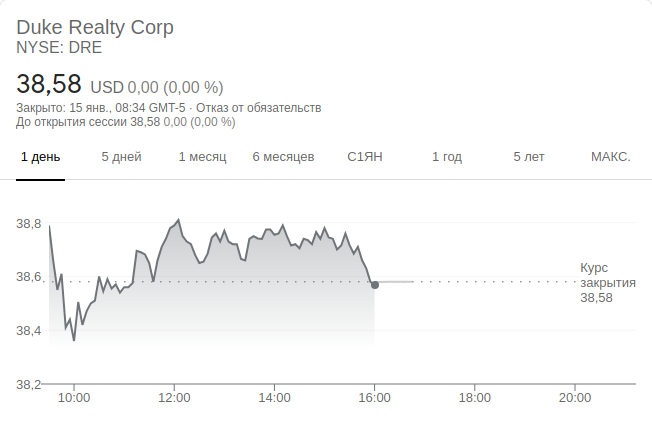 Duke Realty Corp
NYSE: DRE
38,58 USD 0,00 (0,00 %)
Закрыто: 15 янв., 08:34 GMT-5 · Отказ от обязательств
До открытия сессии 38,58 0,00 (0,00 %)
1 день 5 дней 1 месяц 6 месяцев С1ЯН 1 год 5 лет МАКС.
38,8
38,6
38,4
38,2
Курс
закрытия
38,58
10:00 12:00 14:00 16:00 18:00 20:00